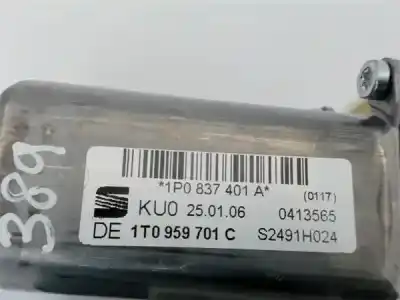 389
*1P0 837 401 A*
(0117)
KU0 25.01.06 0413565
DE 1T0 959 701 C S2491H024